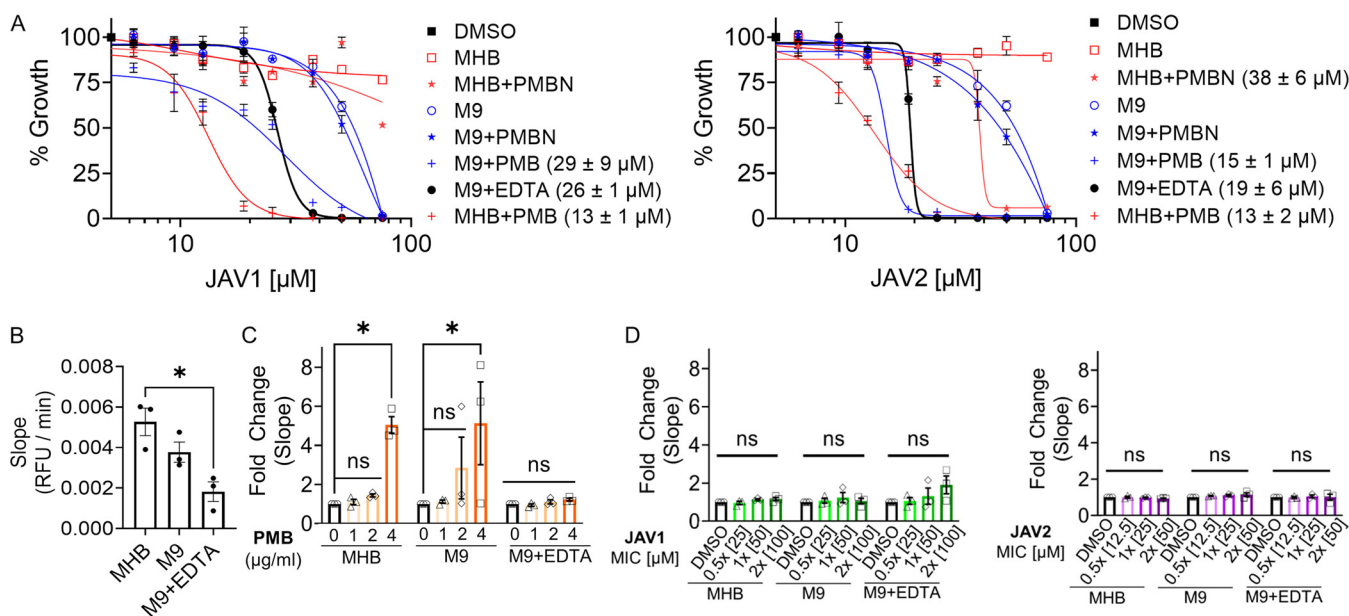 A
% Growth
100
75
50
25
0
10
100
JAV1 [µM]
DMSO
MHB
MHB+PMBN
M9
M9+PMBN
M9+PMB (29 ± 9 µM)
M9+EDTA (26 ± 1 µM)
MHB+PMB (13 ± 1 µM)
% Growth
100
75
50
25
0
10
100
JAV2 [µM]
DMSO
MHB
MHB+PMBN (38 ± 6 µM)
M9
M9+PMBN
M9+PMB (15 ± 1 µM)
M9+EDTA (19 ± 6 µM)
MHB+PMB (13 ± 2 µM)
B
Slope
(RFU / min)
0.006
0.004
0.002
0.000
*
MHB
M9
M9+EDTA
C
Fold Change
(Slope)
8
6
4
2
0
* * ns ns ns
PMB
(µg/ml)
0 1 2 4 0 1 2 4 0 1 2 4
MHB M9 M9+EDTA
D
Fold Change
(Slope)
8
6
4
2
0
ns ns ns
JAV1
MIC [µM]
DMSO 0.5x [25] 1x [50] 2x [100] DMSO 0.5x [25] 1x [50] 2x [100] DMSO 0.5x [25] 1x [50] 2x [100]
MHB M9 M9+EDTA
Fold Change
(Slope)
8
6
4
2
0
ns ns ns
JAV2
MIC [µM]
DMSO 0.5x [12.5] 1x [25] 2x [50] DMSO 0.5x [12.5] 1x [25] 2x [50] DMSO 0.5x [12.5] 1x [25] 2x [50]
MHB M9 M9+EDTA